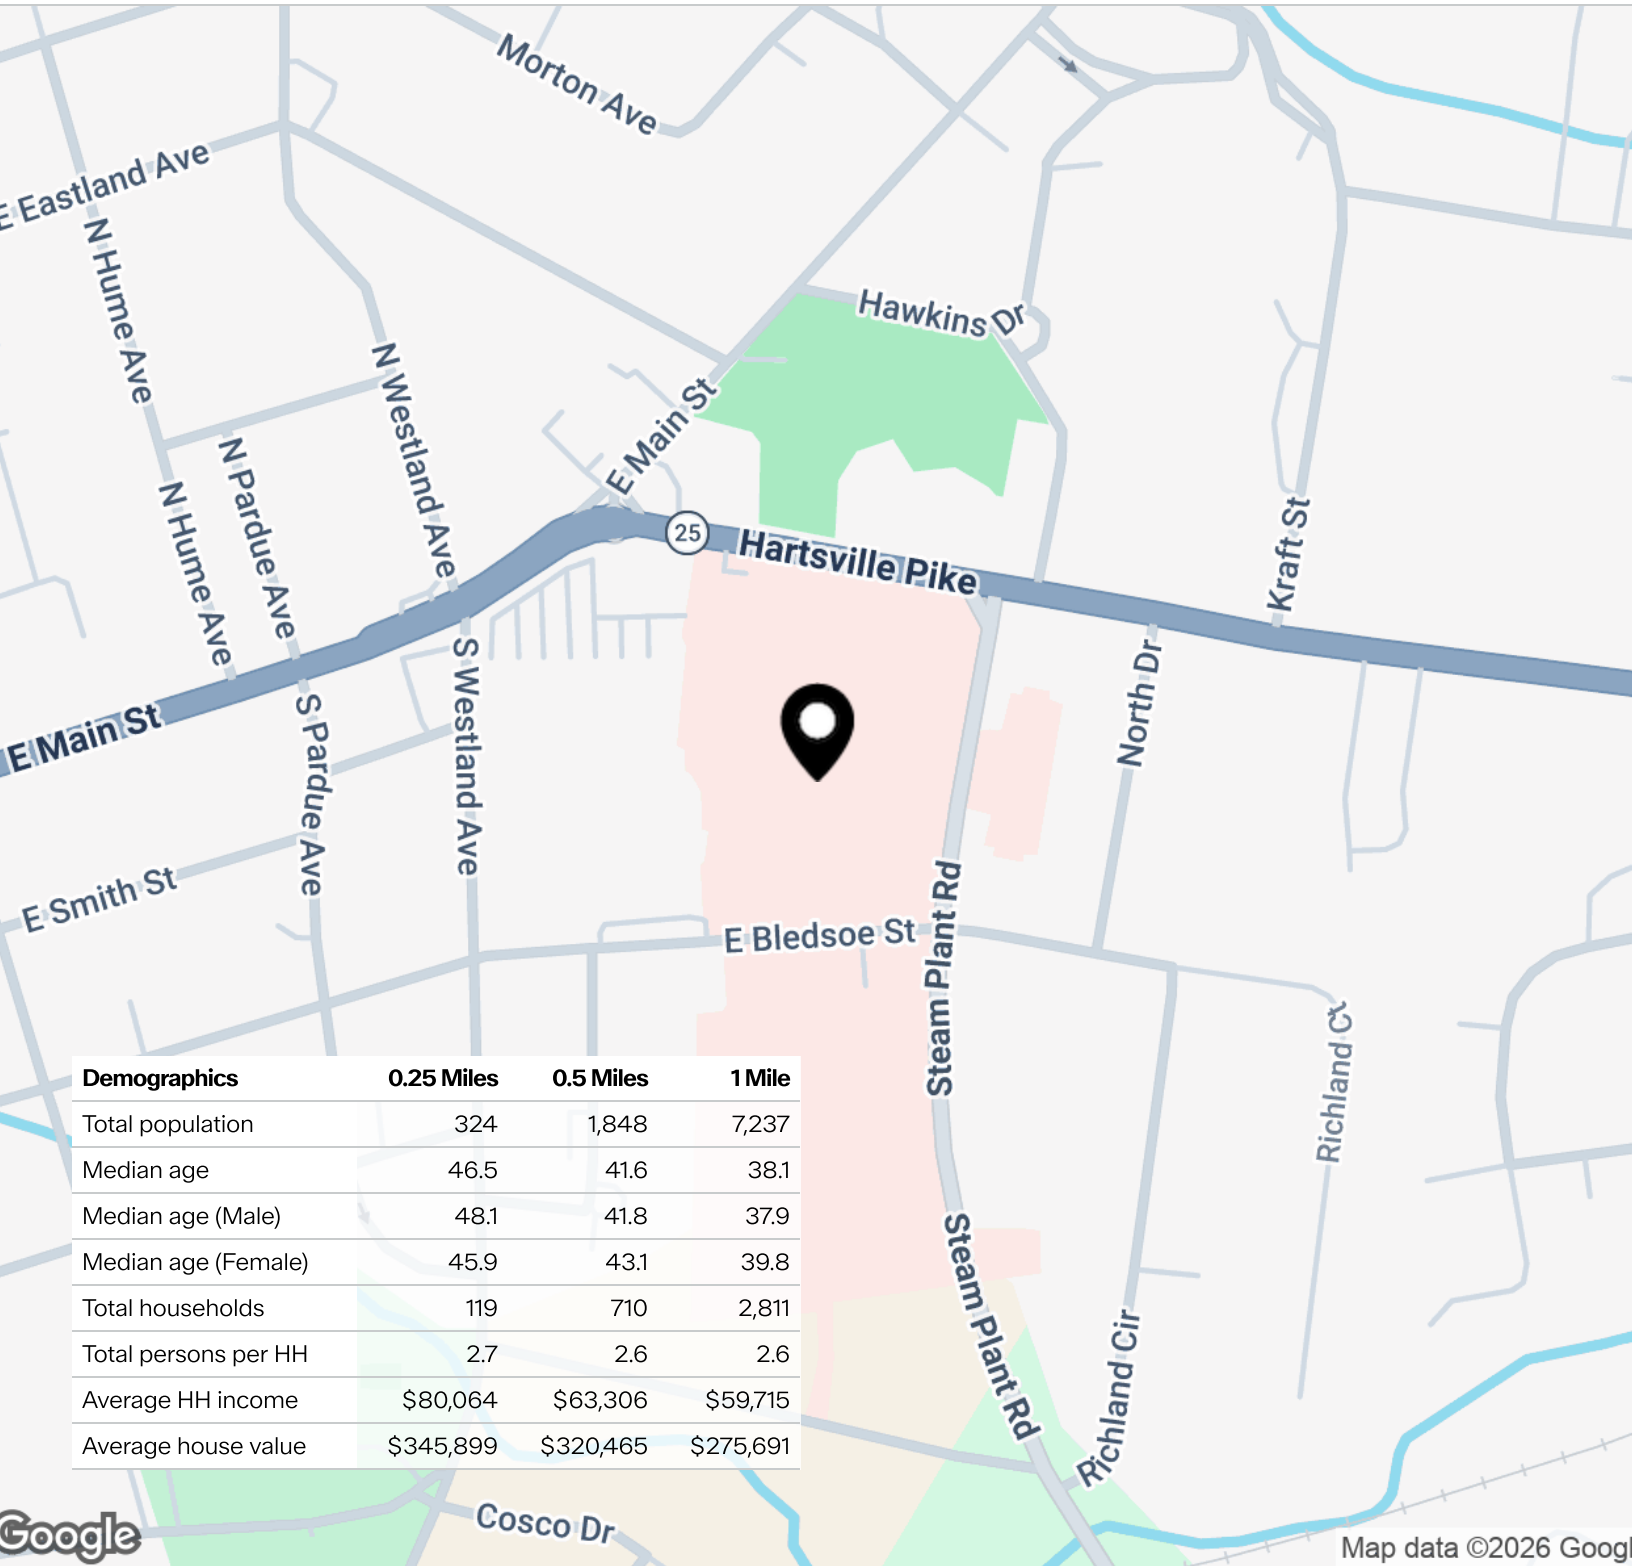 Morton Ave
E Eastland Ave
N Hume Ave
Hawkins Dr
N Westland Ave
E Main St
N Pardue Ave
N Hume Ave
25
Hartsville Pike
Kraft St
S Westland Ave
North Dr
E Main St
S Pardue Ave
E Smith St
E Bledsoe St
Steam Plant Rd
Richland Ct
Demographics 0.25 Miles 0.5 Miles 1 Mile
Total population 324 1,848 7,237
Median age 46.5 41.6 38.1
Median age (Male) 48.1 41.8 37.9
Median age (Female) 45.9 43.1 39.8
Total households 119 710 2,811
Total persons per HH 2.7 2.6 2.6
Average HH income $80,064 $63,306 $59,715
Average house value $345,899 $320,465 $275,691
Steam Plant Rd
Richland Cir
Cosco Dr
Google
Map data ©2026 Googl